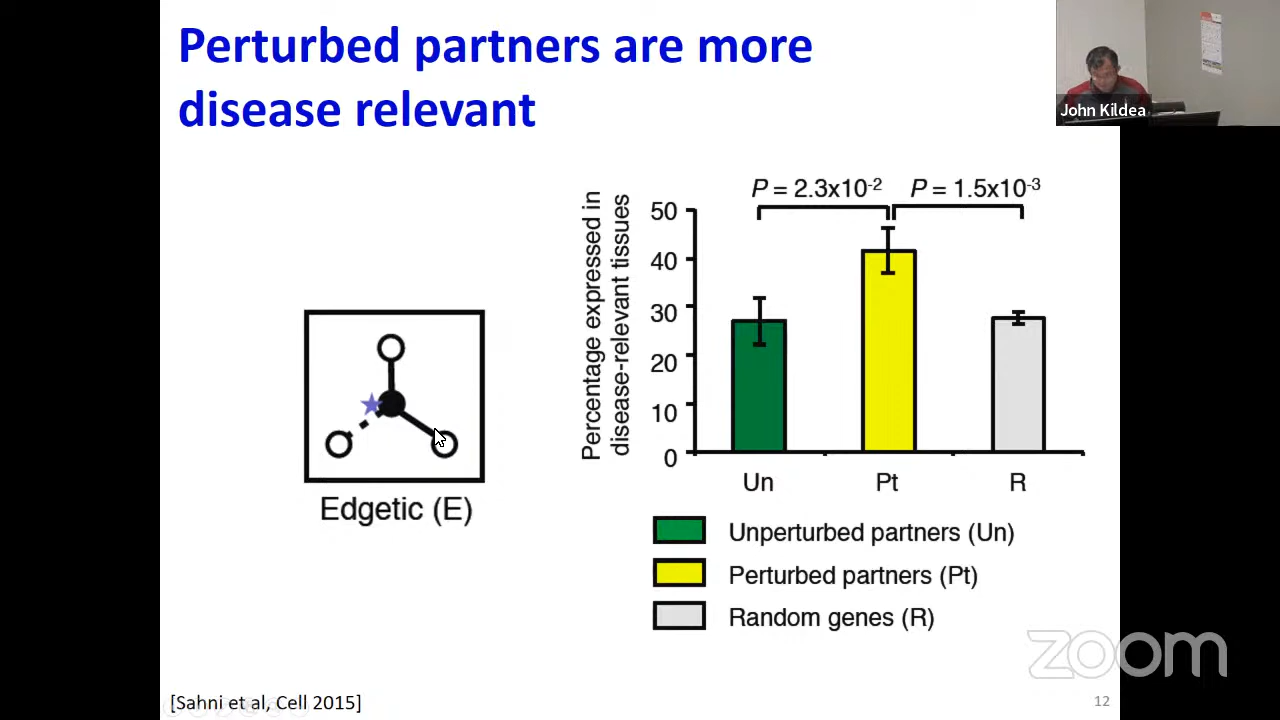 Perturbed partners are more
disease relevant
John Kildea
P = 2.3x10-2 P = 1.5x10-3
Percentage expressed in
disease-relevant tissues
50
40
30
20
10
0
Un Pt R
Edgetic (E)
Unperturbed partners (Un)
Perturbed partners (Pt)
Random genes (R)
zoom
[Sahni et al, Cell 2015]
12